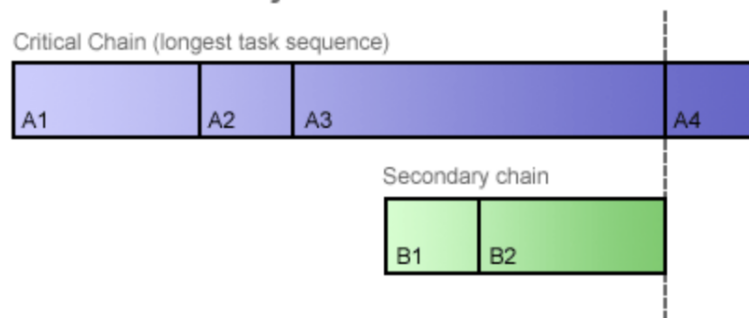 Critical Chain (longest task sequence)
A1 A2 A3 A4
Secondary chain
B1 B2